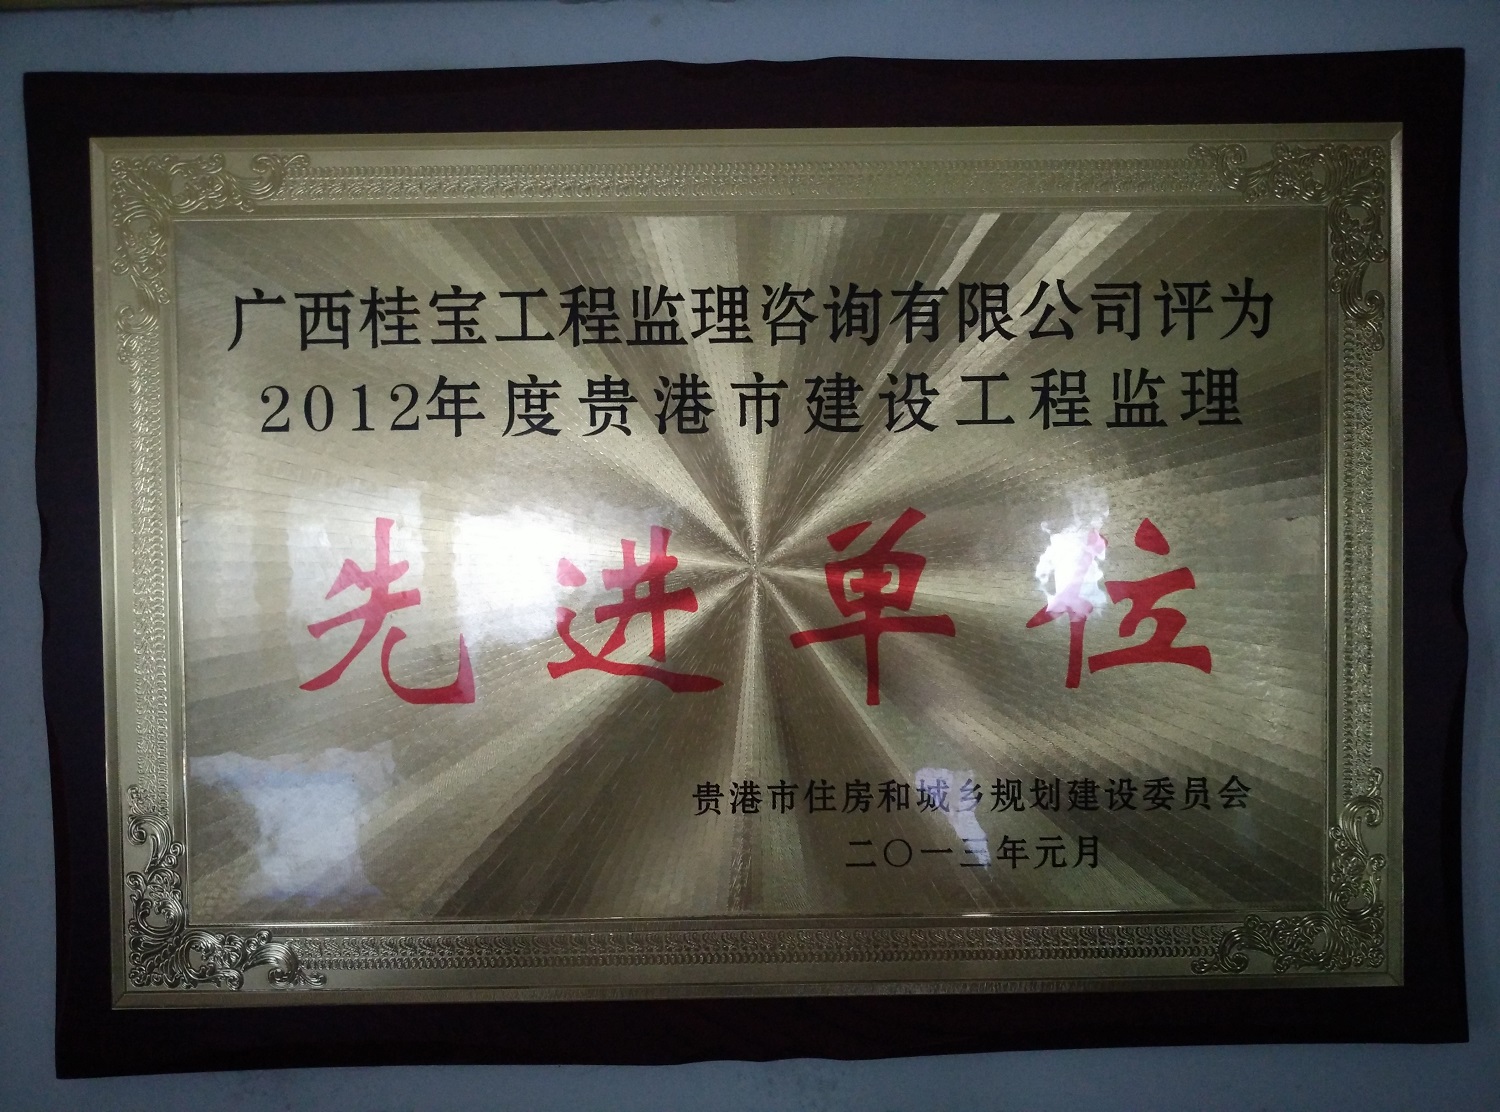 广西桂宝工程监理咨询有限公司评为
2012年度贵港市建设工程监理
先进单位
贵港市住房和城乡规划建设委员会
二〇一三年元月